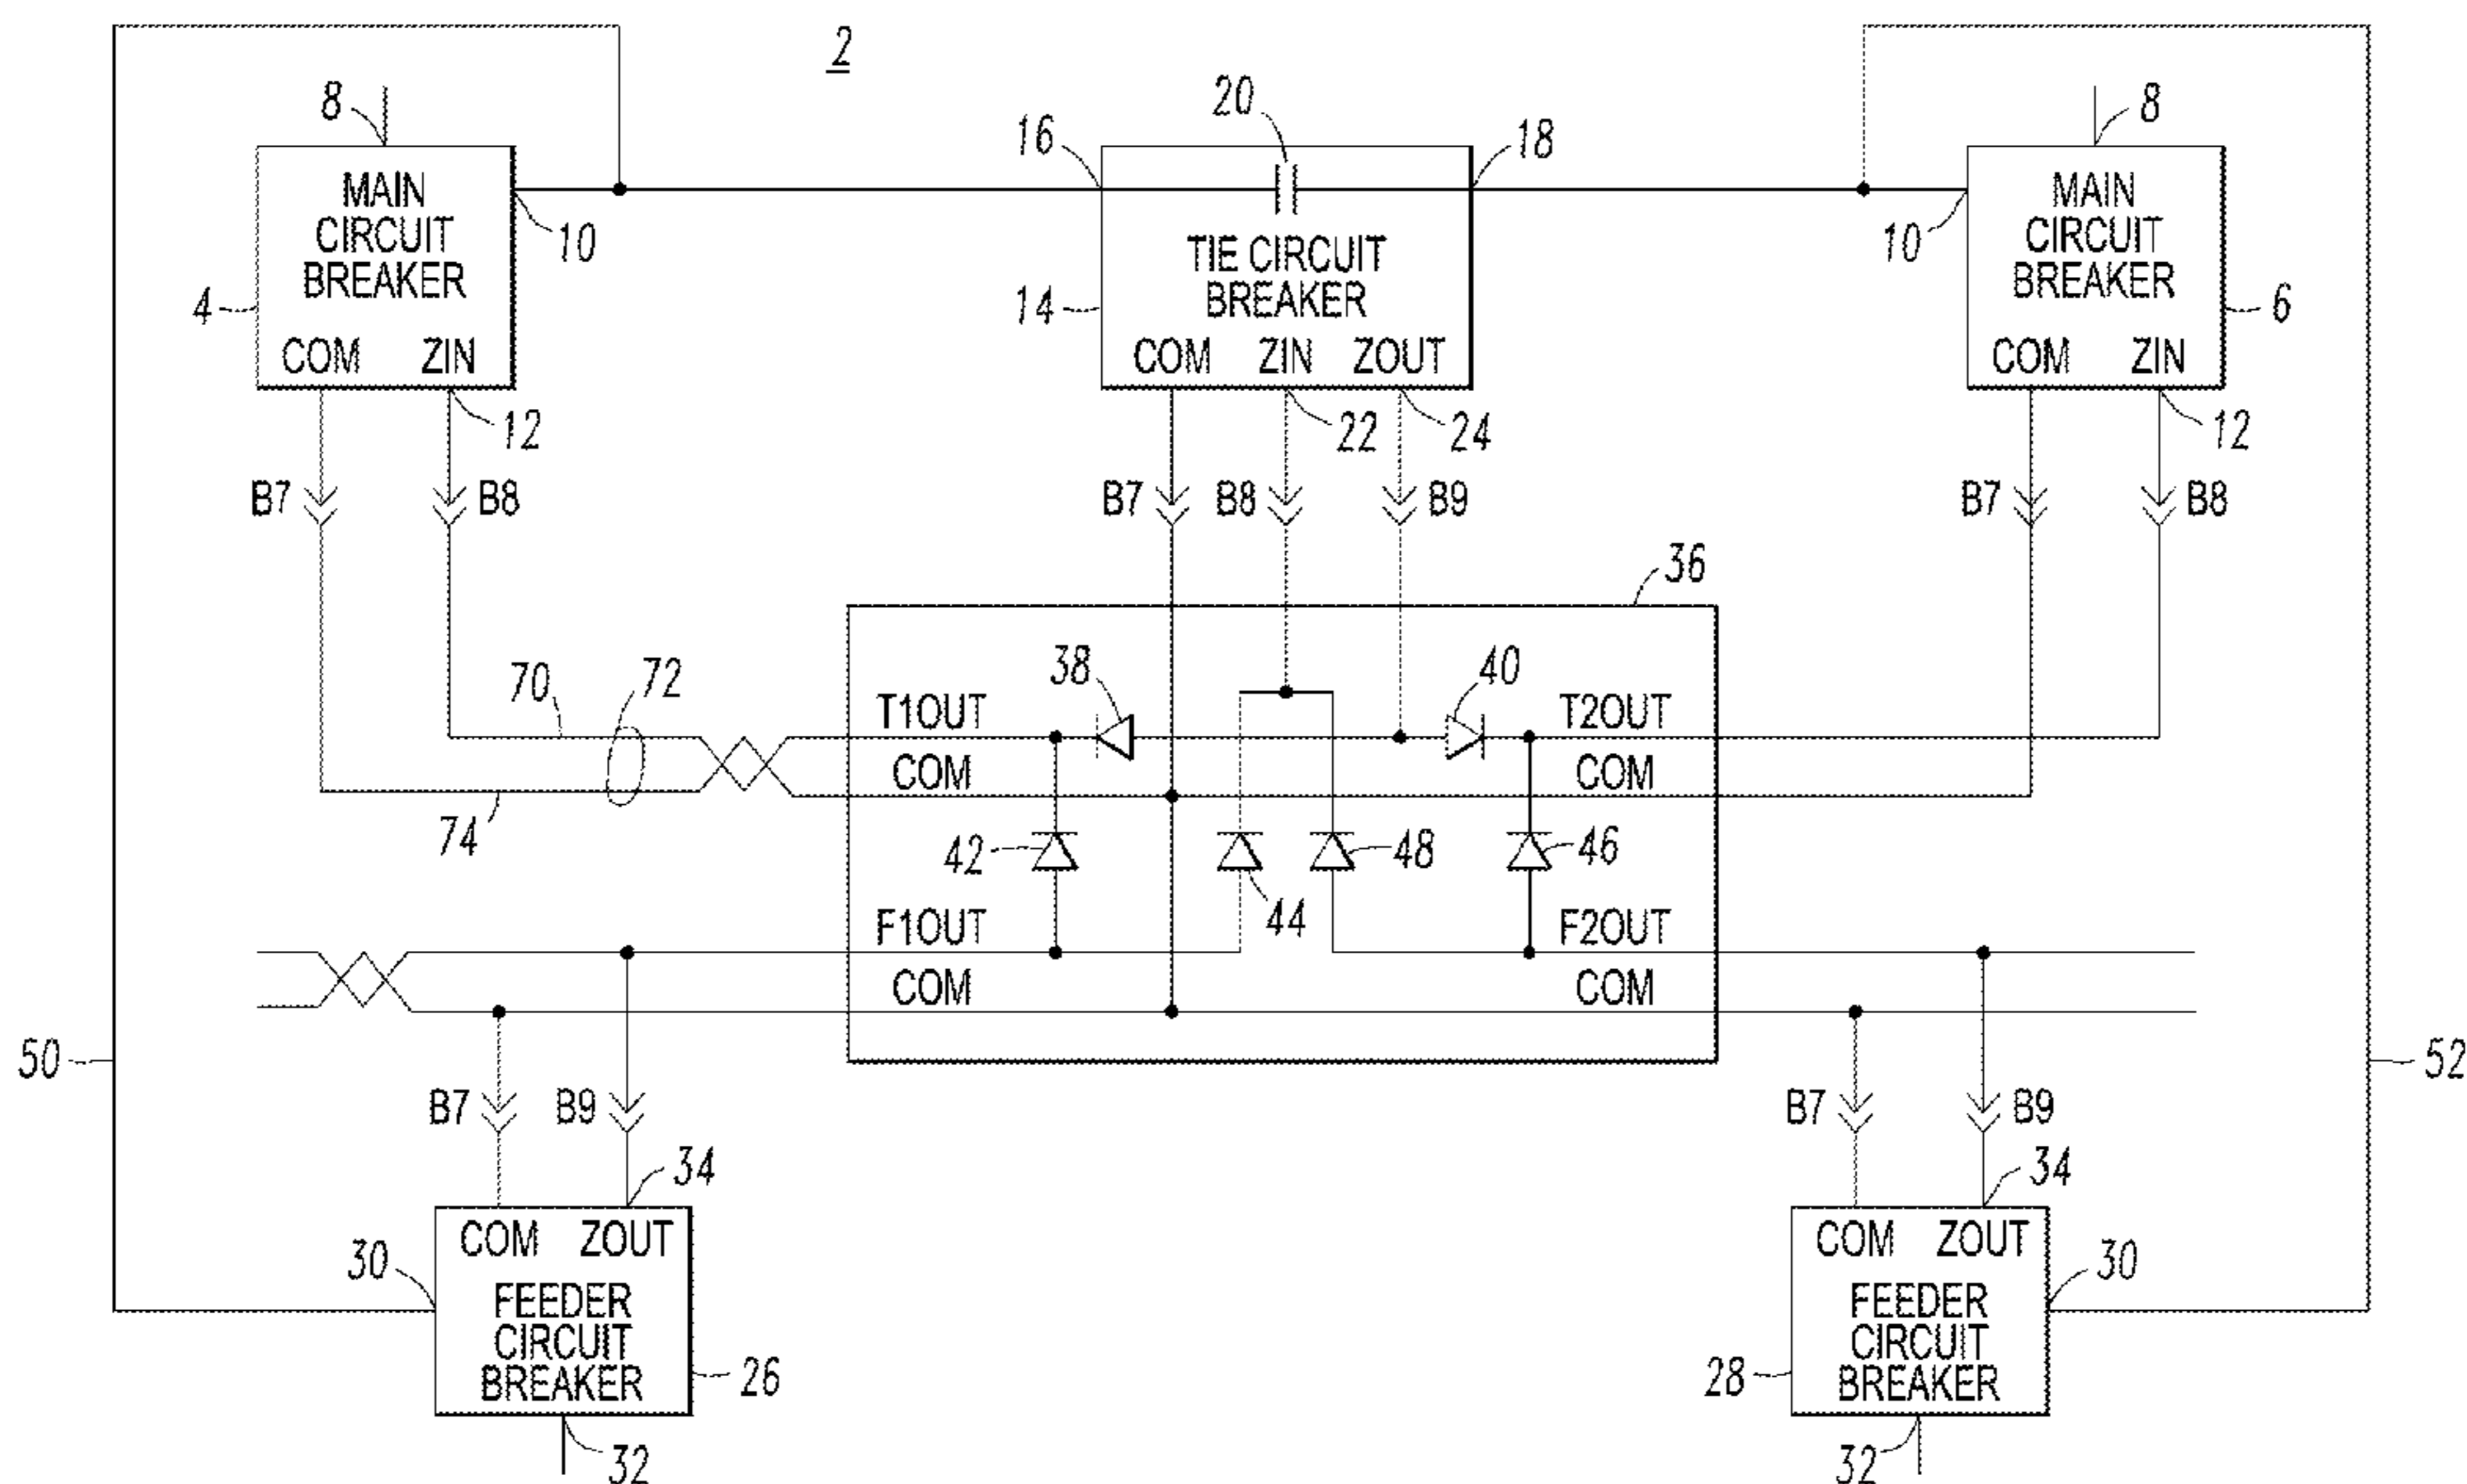 2
8
20
8
16
18
MAIN
CIRCUIT
BREAKER
10
TIE CIRCUIT
BREAKER
10
MAIN
CIRCUIT
BREAKER
4
14
6
COM ZIN
COM ZIN ZOUT
COM ZIN
12
22
24
12
B7
B8
B7
B8
B9
B7
B8
36
70
72
38
40
T1OUT
T2OUT
COM
COM
74
42
44
48
46
F1OUT
F2OUT
COM
COM
50
52
B7
B9
B7
B9
34
34
COM ZOUT
COM ZOUT
30
30
FEEDER
CIRCUIT
BREAKER
FEEDER
CIRCUIT
BREAKER
26
28
32
32